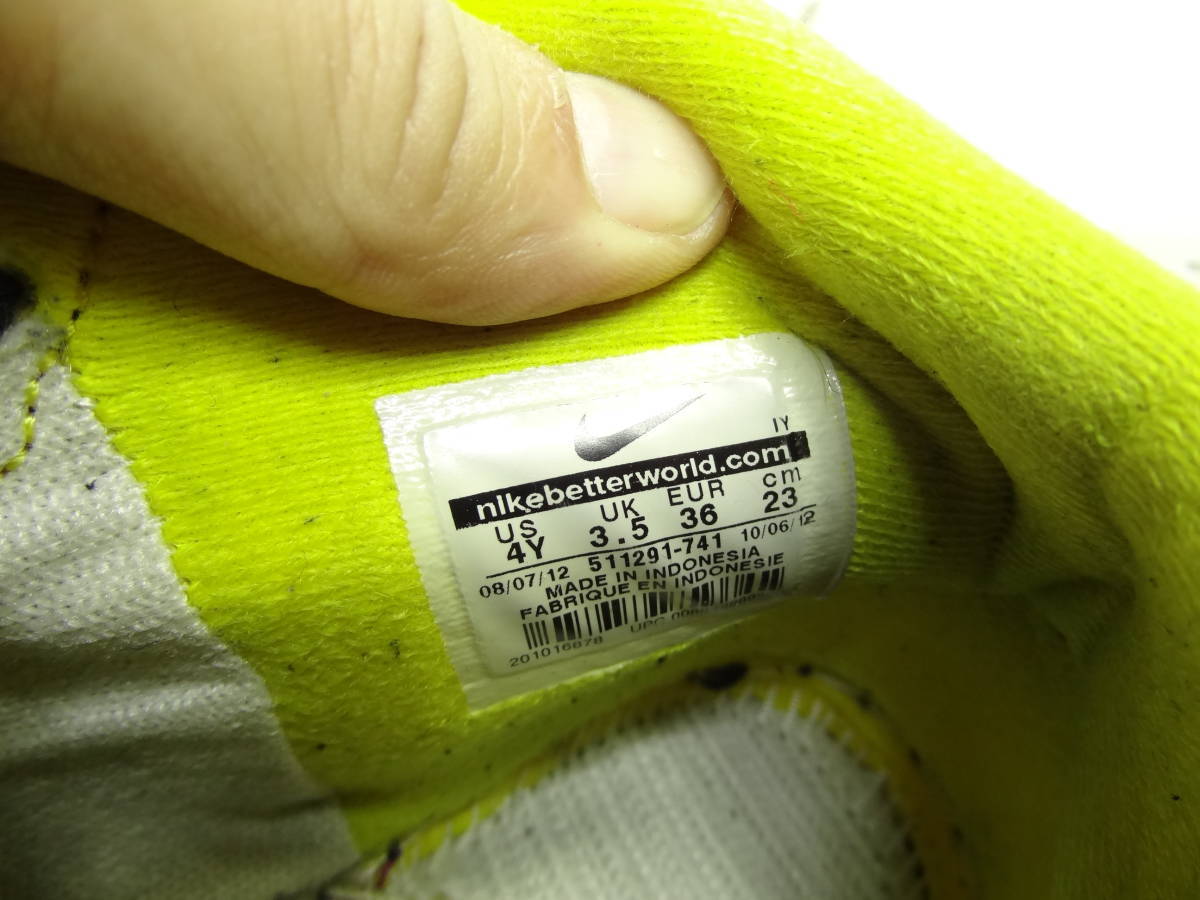 IY
nikebetterworld.com
US UK EUR cm
4Y 3.5 36 23
08/07/12 511291-741 10/06/12
MADE IN INDONESIA
FABRIQUE EN INDONESIE
201016878 UPC